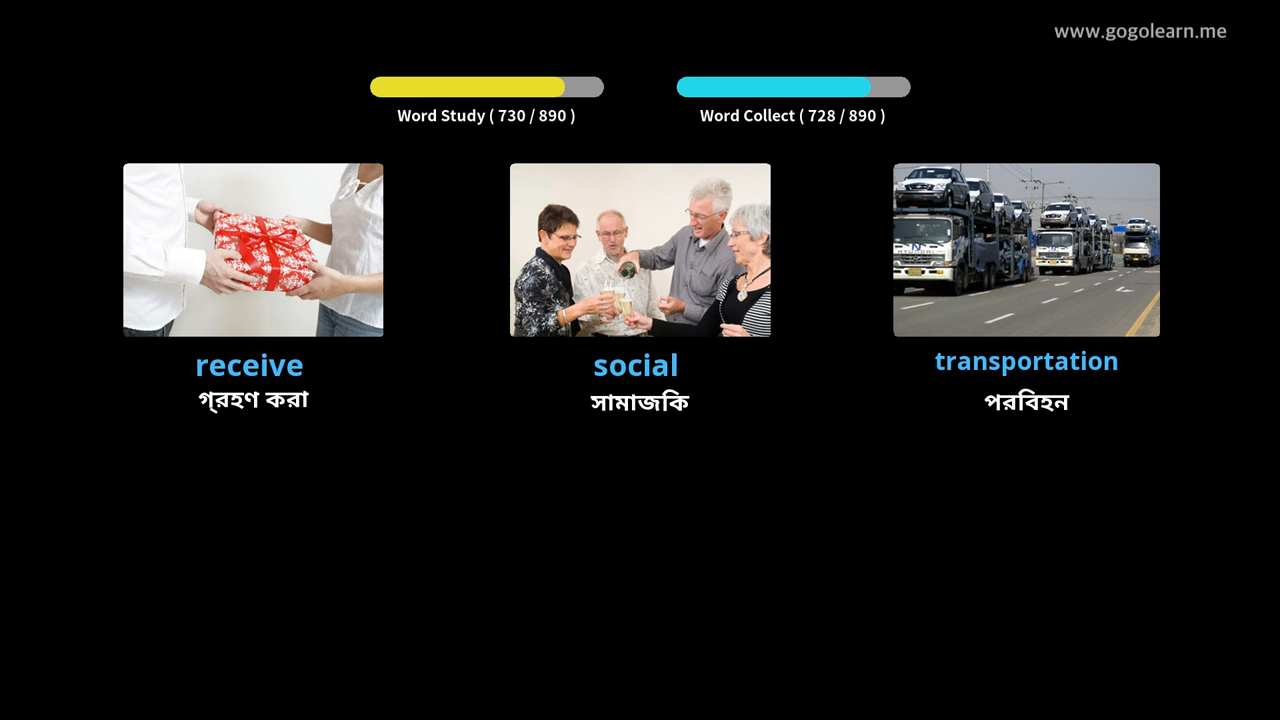 www.gogolearn.me
Word Study ( 730 / 890 )
Word Collect ( 728 / 890 )
receive
social
transportation
গ্‌রহণ করা
সামাজকি
পরবিহন